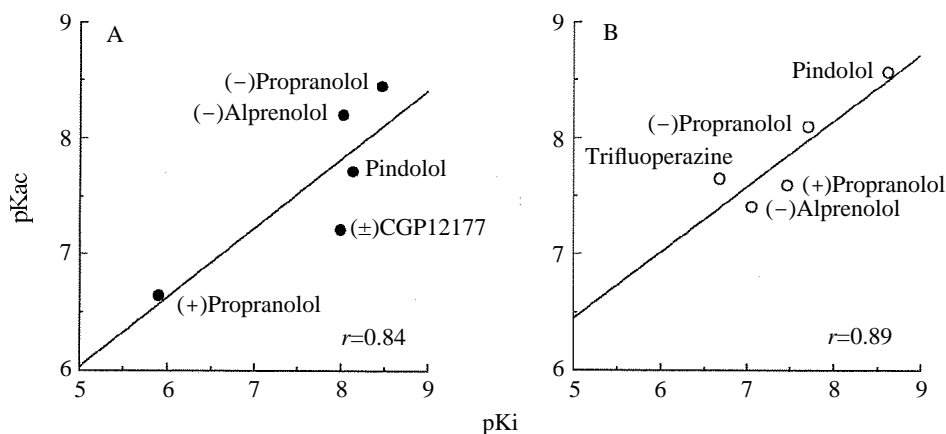 A
9
8
7
6
5
6
7
8
9
pKac
(−)Propranolol
(−)Alprenolol
Pindolol
(±)CGP12177
(+)Propranolol
r=0.84
B
9
8
7
6
5
6
7
8
9
Pindolol
(−)Propranolol
Trifluoperazine
(+)Propranolol
(−)Alprenolol
r=0.89
pKi